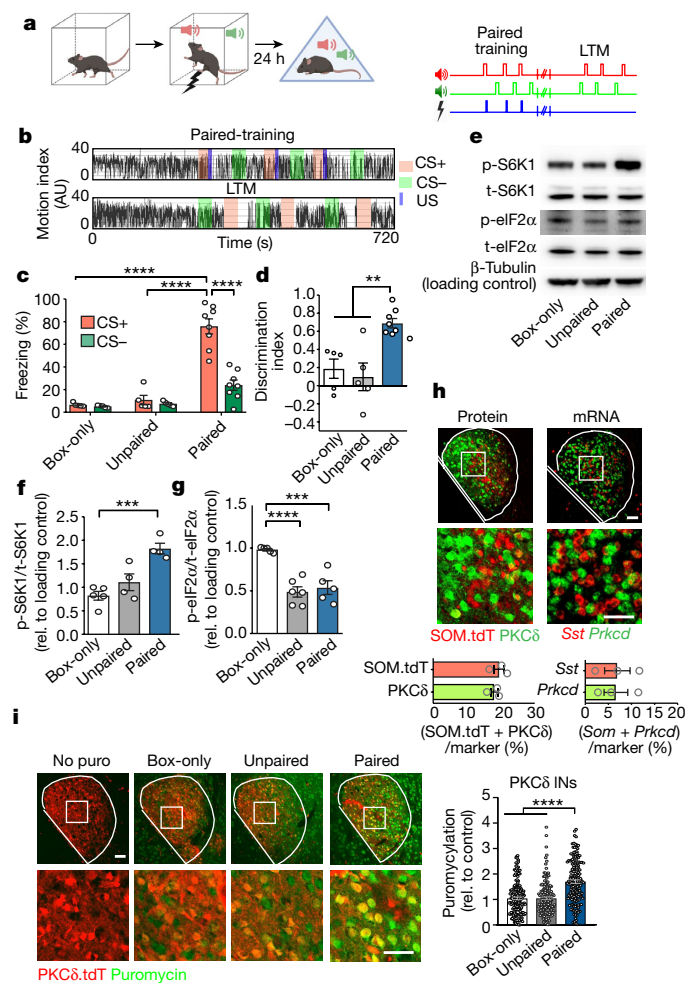 a
24 h
Paired
training
LTM
b
Paired-training
40
0
LTM
40
0
Motion index
(AU)
0
Time (s)
720
CS+
CS−
US
e
p-S6K1
t-S6K1
p-eIF2α
t-eIF2α
β-Tubulin
(loading control)
Box-only
Unpaired
Paired
c
****
****
****
100
80
60
40
20
0
Freezing (%)
CS+
CS−
Box-only
Unpaired
Paired
d
**
1.0
0.8
0.6
0.4
0.2
0
−0.2
−0.4
Discrimination
index
Box-only
Unpaired
Paired
f
***
2.5
2.0
1.5
1.0
0.5
0
p-S6K1/t-S6K1
(rel. to loading control)
Box-only
Unpaired
Paired
g
***
****
1.5
1.0
0.5
0
p-eIF2α/t-eIF2α
(rel. to loading control)
Box-only
Unpaired
Paired
h
Protein
mRNA
SOM.tdT PKCδ
Sst Prkcd
SOM.tdT
PKCδ
0 10 20 30
(SOM.tdT + PKCδ)
/marker (%)
Sst
Prkcd
0 5 10 15
(Som + Prkcd)
/marker (%)
i
No puro
Box-only
Unpaired
Paired
PKCδ.tdT Puromycin
PKCδ INs
****
5
4
3
2
1
0
Puromycylation
(rel. to control)
Box-only
Unpaired
Paired